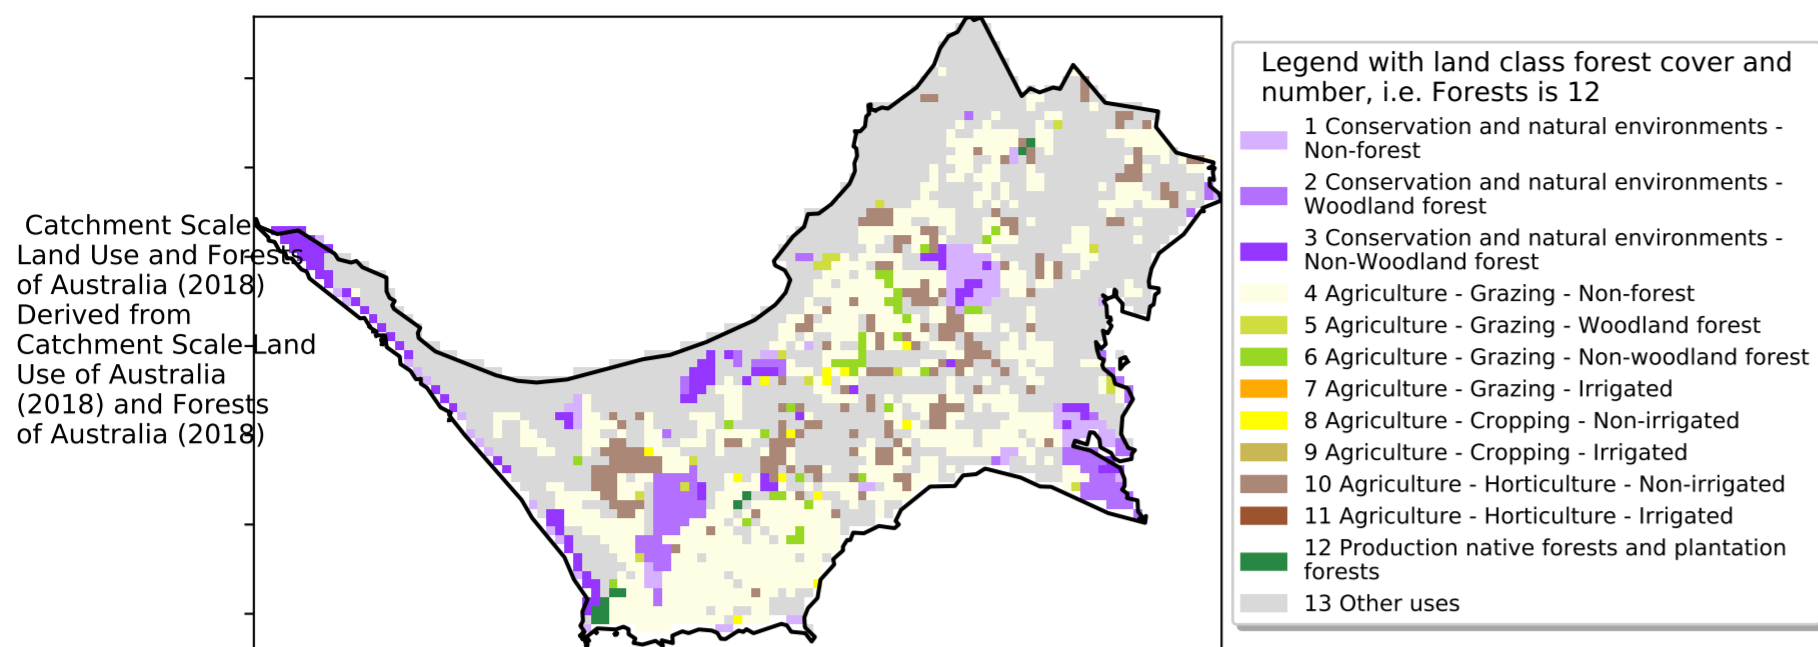 Catchment Scale
Land Use and Forests
of Australia (2018)
Derived from
Catchment Scale Land
Use of Australia
(2018) and Forests
of Australia (2018)
Legend with land class forest cover and
number, i.e. Forests is 12
1 Conservation and natural environments -
Non-forest
2 Conservation and natural environments -
Woodland forest
3 Conservation and natural environments -
Non-Woodland forest
4 Agriculture - Grazing - Non-forest
5 Agriculture - Grazing - Woodland forest
6 Agriculture - Grazing - Non-woodland forest
7 Agriculture - Grazing - Irrigated
8 Agriculture - Cropping - Non-irrigated
9 Agriculture - Cropping - Irrigated
10 Agriculture - Horticulture - Non-irrigated
11 Agriculture - Horticulture - Irrigated
12 Production native forests and plantation
forests
13 Other uses